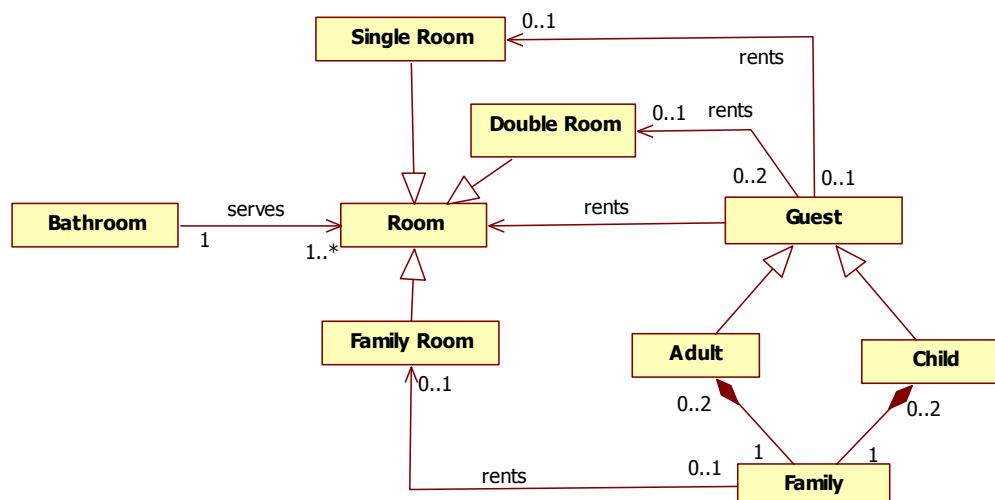 0..1
Single Room
rents
Double Room
0..1
rents
0..2
0..1
Bathroom
serves
1
1..*
Room
rents
Guest
Family Room
0..1
Adult
Child
0..2
0..2
1
1
rents
0..1
Family